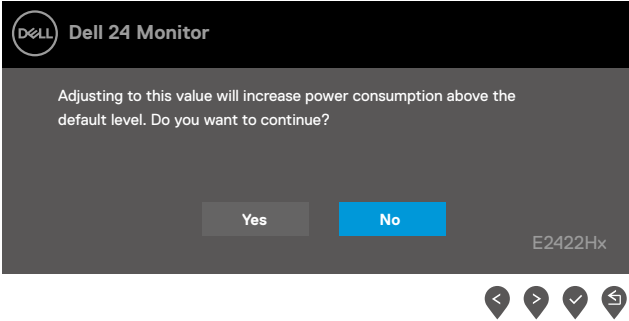 DELL Dell 24 Monitor
Adjusting to this value will increase power consumption above the
default level. Do you want to continue?
Yes No
E2422Hx